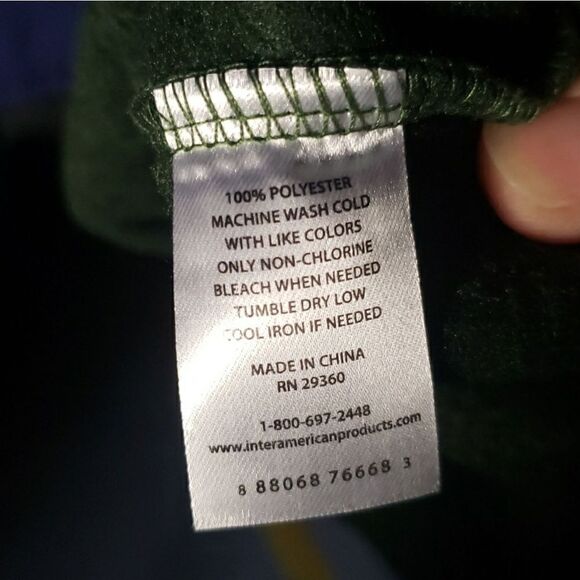 100% POLYESTER
MACHINE WASH COLD
WITH LIKE COLORS
ONLY NON-CHLORINE
BLEACH WHEN NEEDED
TUMBLE DRY LOW
COOL IRON IF NEEDED
MADE IN CHINA
RN 29360
1-800-697-2448
www.interamericanproducts.com
8 88068 76668 3